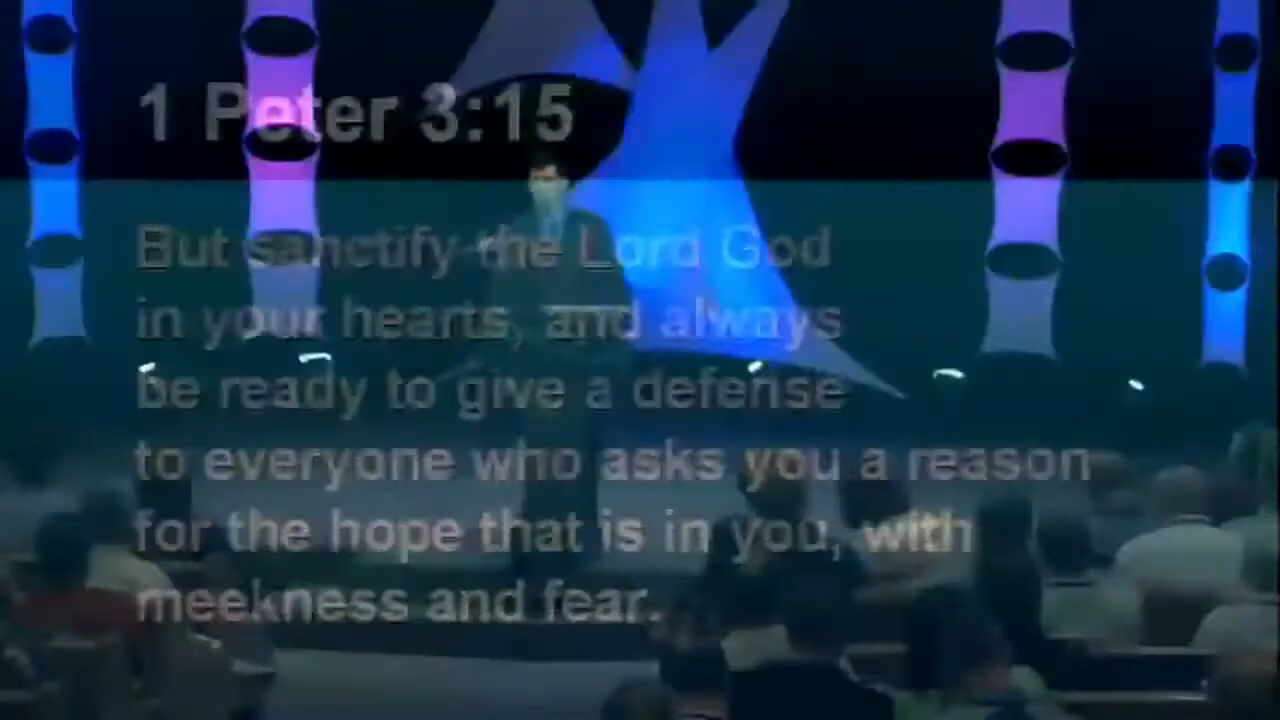 1 Peter 3:15
But sanctify the Lord God
in your hearts, and always
be ready to give a defense
to everyone who asks you a reason
for the hope that is in you, with
meekness and fear.